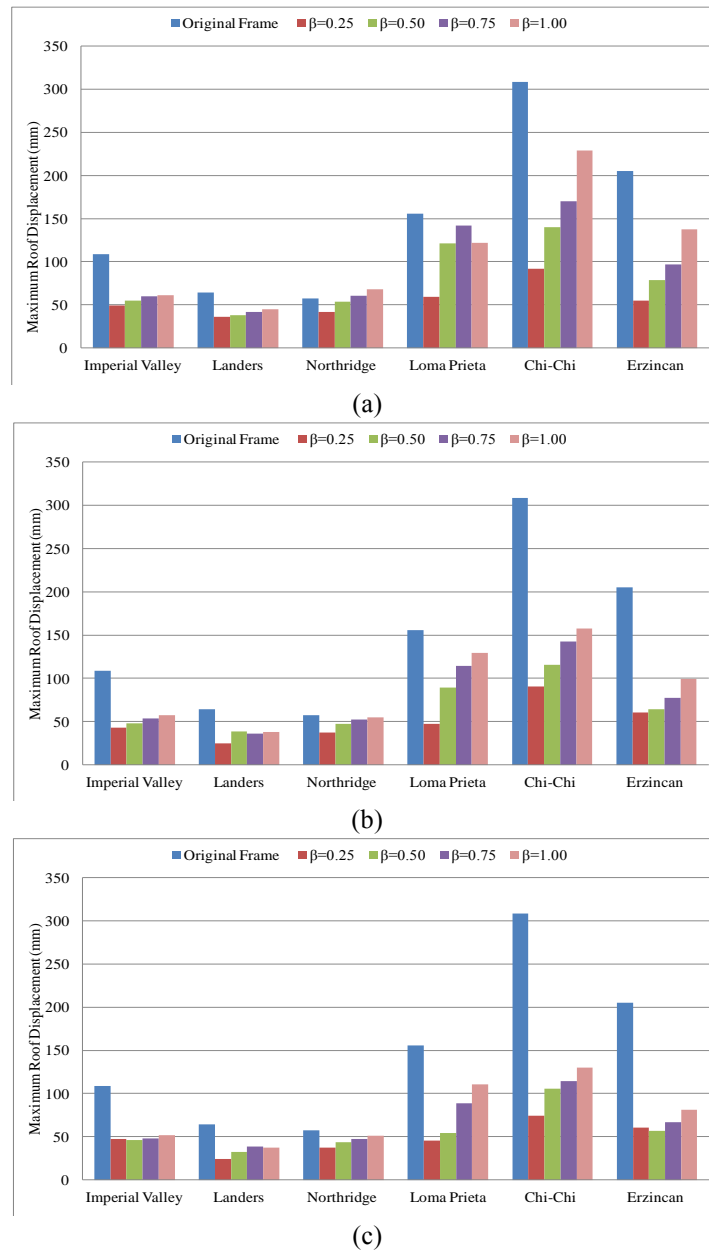 Original Frame β=0.25 β=0.50 β=0.75 β=1.00
Maximum Roof Displacement (mm)
350
300
250
200
150
100
50
0
Imperial Valley Landers Northridge Loma Prieta Chi-Chi Erzincan
(a)
Original Frame β=0.25 β=0.50 β=0.75 β=1.00
Maximum Roof Displacement (mm)
350
300
250
200
150
100
50
0
Imperial Valley Landers Northridge Loma Prieta Chi-Chi Erzincan
(b)
Original Frame β=0.25 β=0.50 β=0.75 β=1.00
Maximum Roof Displacement (mm)
350
300
250
200
150
100
50
0
Imperial Valley Landers Northridge Loma Prieta Chi-Chi Erzincan
(c)